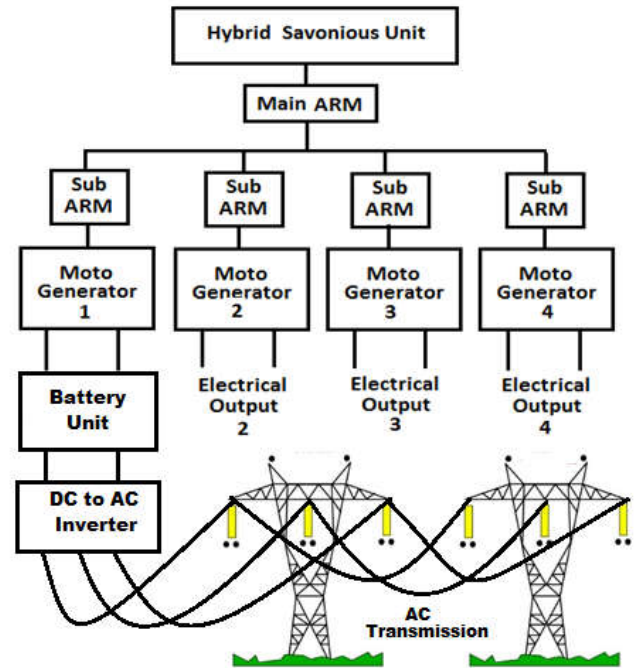 Hybrid Savonious Unit
Main ARM
Sub
ARM
Sub
ARM
Sub
ARM
Sub
ARM
Moto
Generator
1
Moto
Generator
2
Moto
Generator
3
Moto
Generator
4
Battery
Unit
Electrical
Output
2
Electrical
Output
3
Electrical
Output
4
DC to AC
Inverter
AC
Transmission